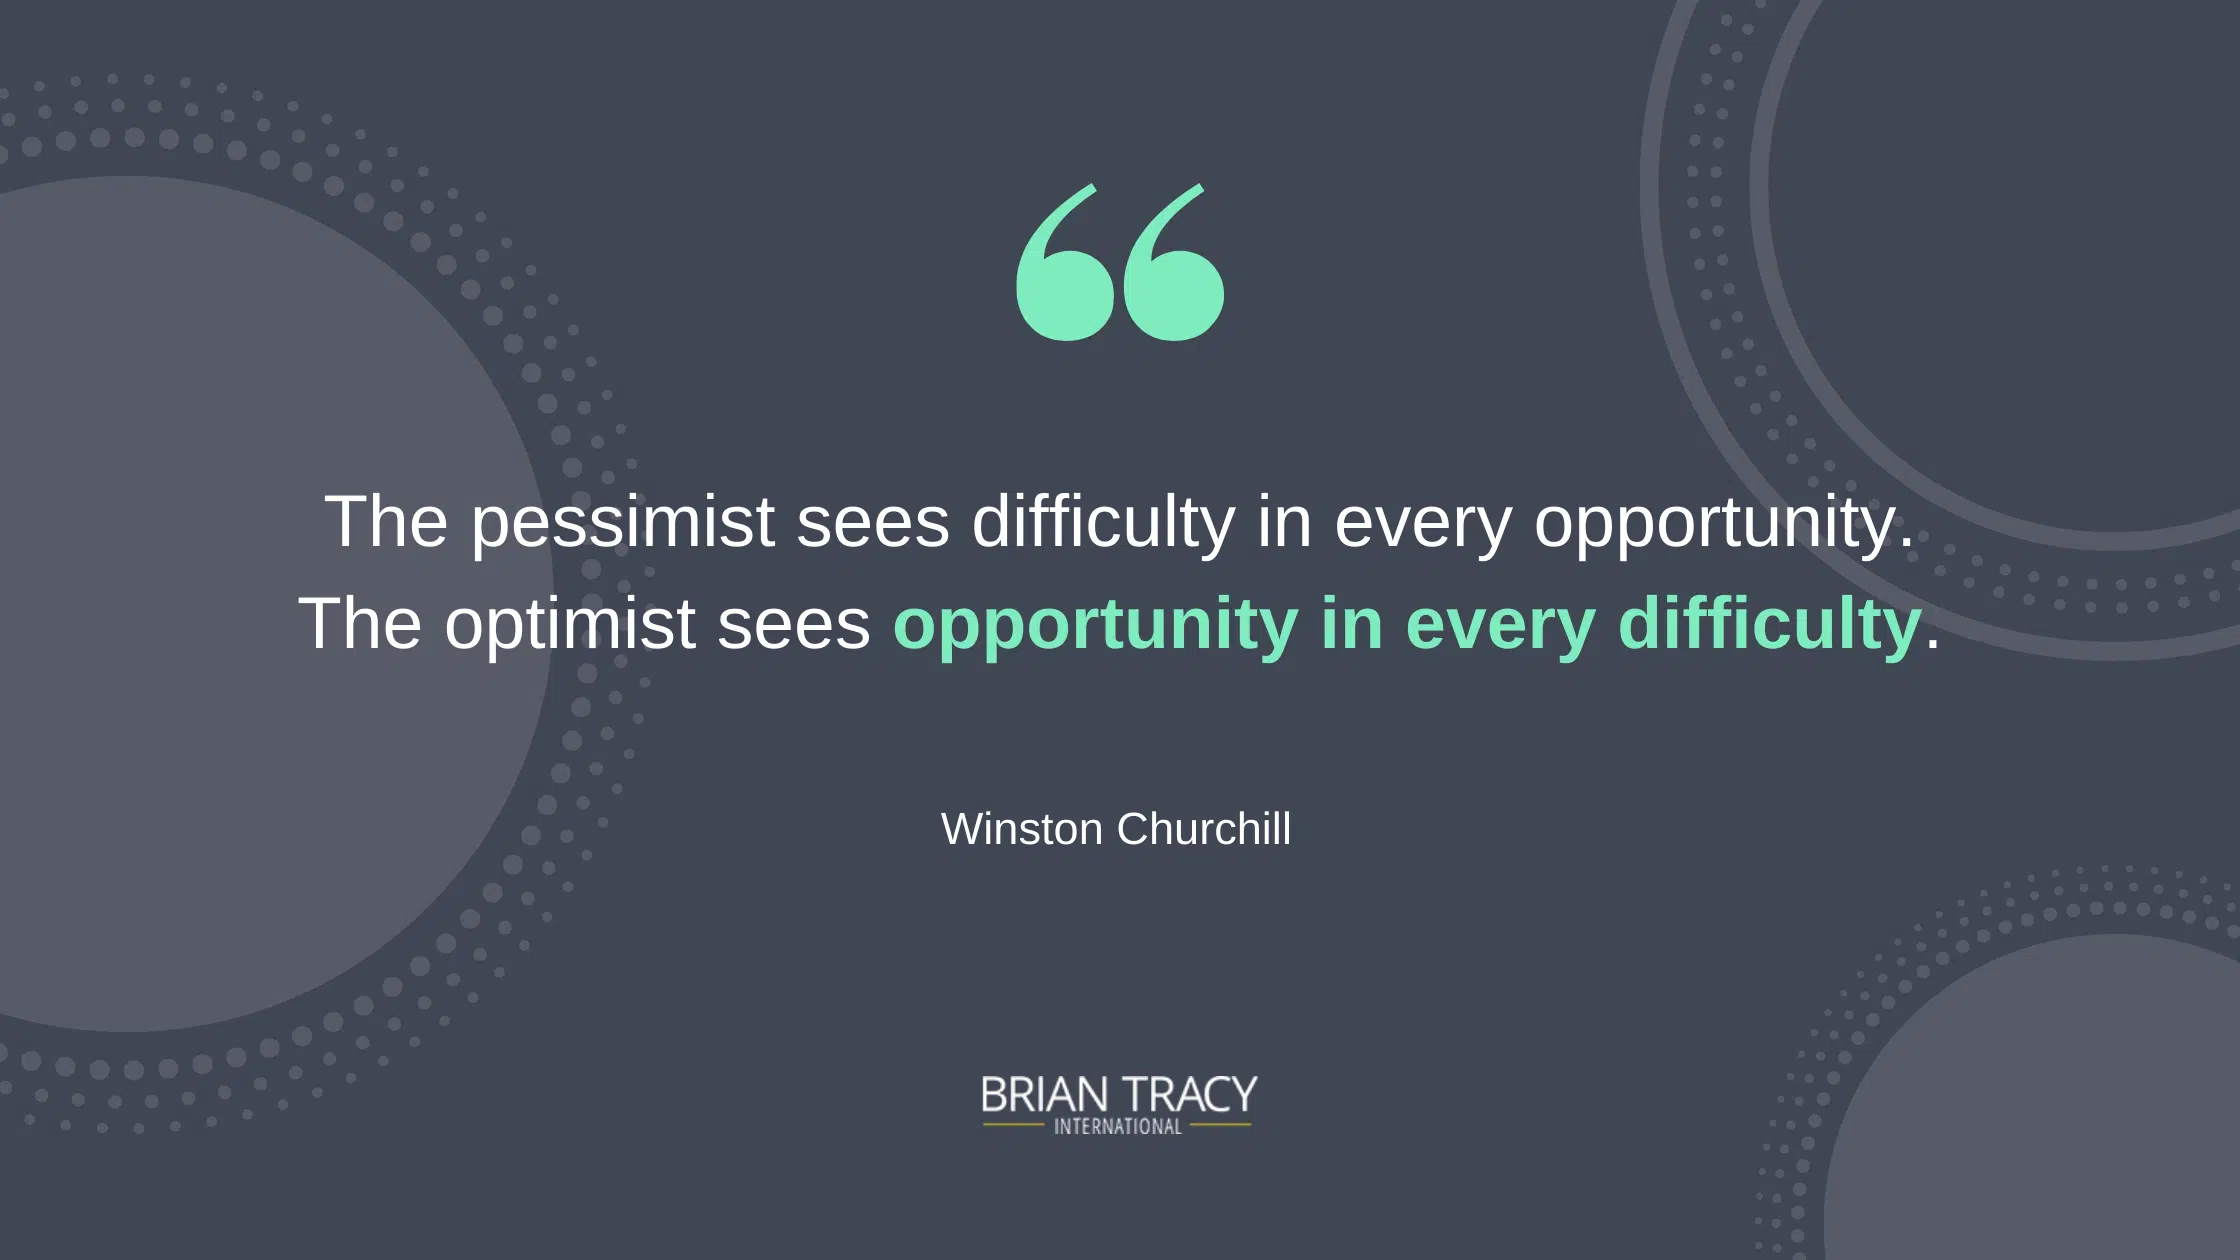 The pessimist sees difficulty in every opportunity.
The optimist sees opportunity in every difficulty.
Winston Churchill
BRIAN TRACY
INTERNATIONAL